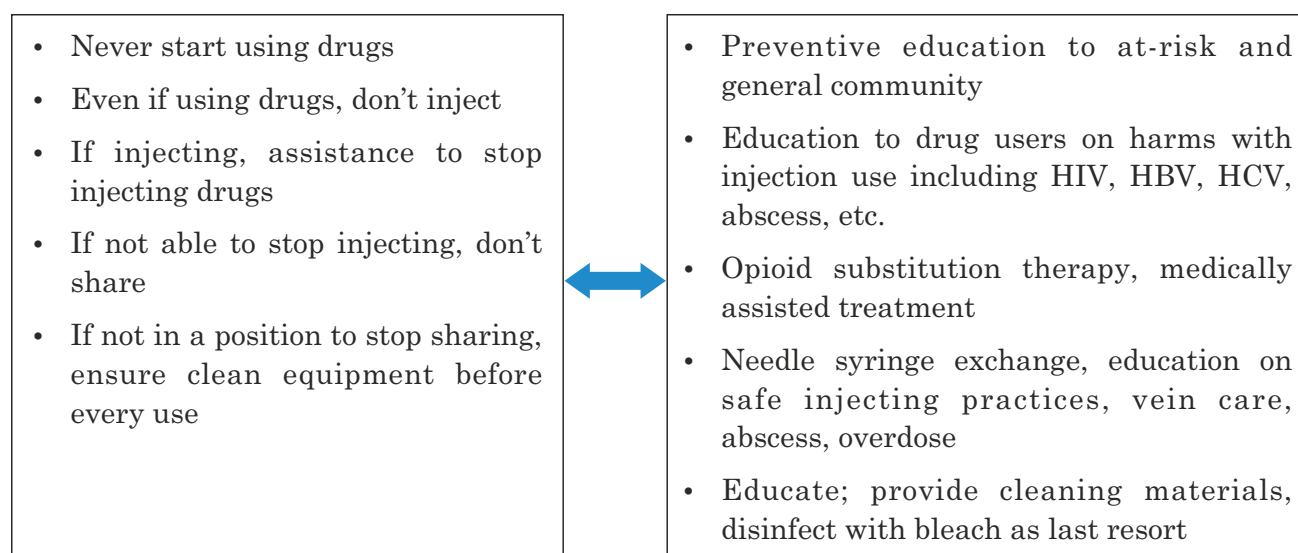 • Never start using drugs
• Even if using drugs, don’t inject
• If injecting, assistance to stop
injecting drugs
• If not able to stop injecting, don’t
share
• If not in a position to stop sharing,
ensure clean equipment before
every use
• Preventive education to at-risk and
general community
• Education to drug users on harms with
injection use including HIV, HBV, HCV,
abscess, etc.
• Opioid substitution therapy, medically
assisted treatment
• Needle syringe exchange, education on
safe injecting practices, vein care,
abscess, overdose
• Educate; provide cleaning materials,
disinfect with bleach as last resort